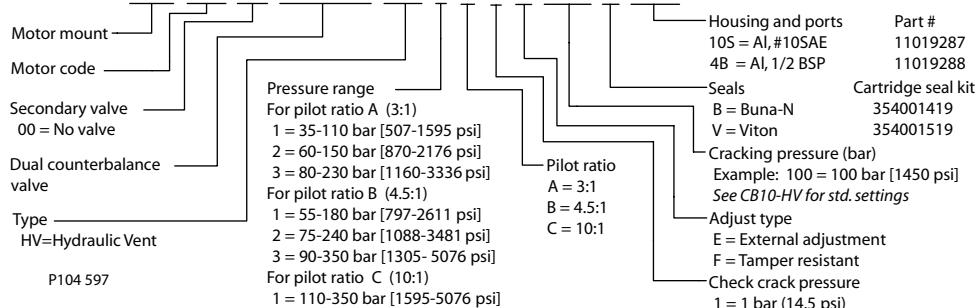 Motor mount
Motor code
Secondary valve
00 = No valve
Dual counterbalance
valve
Type
HV=Hydraulic Vent
P104 597
Pressure range
For pilot ratio A (3:1)
1 = 35-110 bar [507-1595 psi]
2 = 60-150 bar [870-2176 psi]
3 = 80-230 bar [1160-3336 psi]
For pilot ratio B (4.5:1)
1 = 55-180 bar [797-2611 psi]
2 = 75-240 bar [1088-3481 psi]
3 = 90-350 bar [1305- 5076 psi]
For pilot ratio C (10:1)
1 = 110-350 bar [1595-5076 psi]
Pilot ratio
A = 3:1
B = 4.5:1
C = 10:1
Housing and ports Part #
10S = Al, #10SAE 11019287
4B = Al, 1/2 BSP 11019288
Seals Cartridge seal kit
B = Buna-N 354001419
V = Viton 354001519
Cracking pressure (bar)
Example: 100 = 100 bar [1450 psi]
See CB10-HV for std. settings
Adjust type
E = External adjustment
F = Tamper resistant
Check crack pressure
1 = 1 bar (14.5 psi)